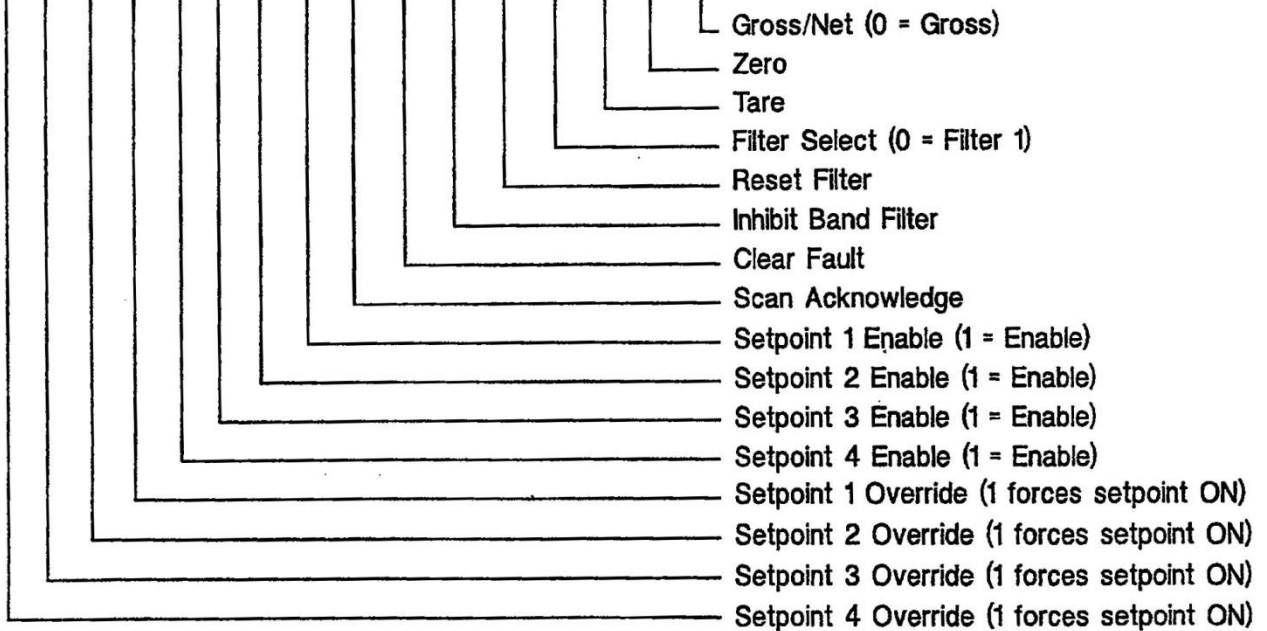 Gross/Net (0 = Gross)
Zero
Tare
Filter Select (0 = Filter 1)
Reset Filter
Inhibit Band Filter
Clear Fault
Scan Acknowledge
Setpoint 1 Enable (1 = Enable)
Setpoint 2 Enable (1 = Enable)
Setpoint 3 Enable (1 = Enable)
Setpoint 4 Enable (1 = Enable)
Setpoint 1 Override (1 forces setpoint ON)
Setpoint 2 Override (1 forces setpoint ON)
Setpoint 3 Override (1 forces setpoint ON)
Setpoint 4 Override (1 forces setpoint ON)